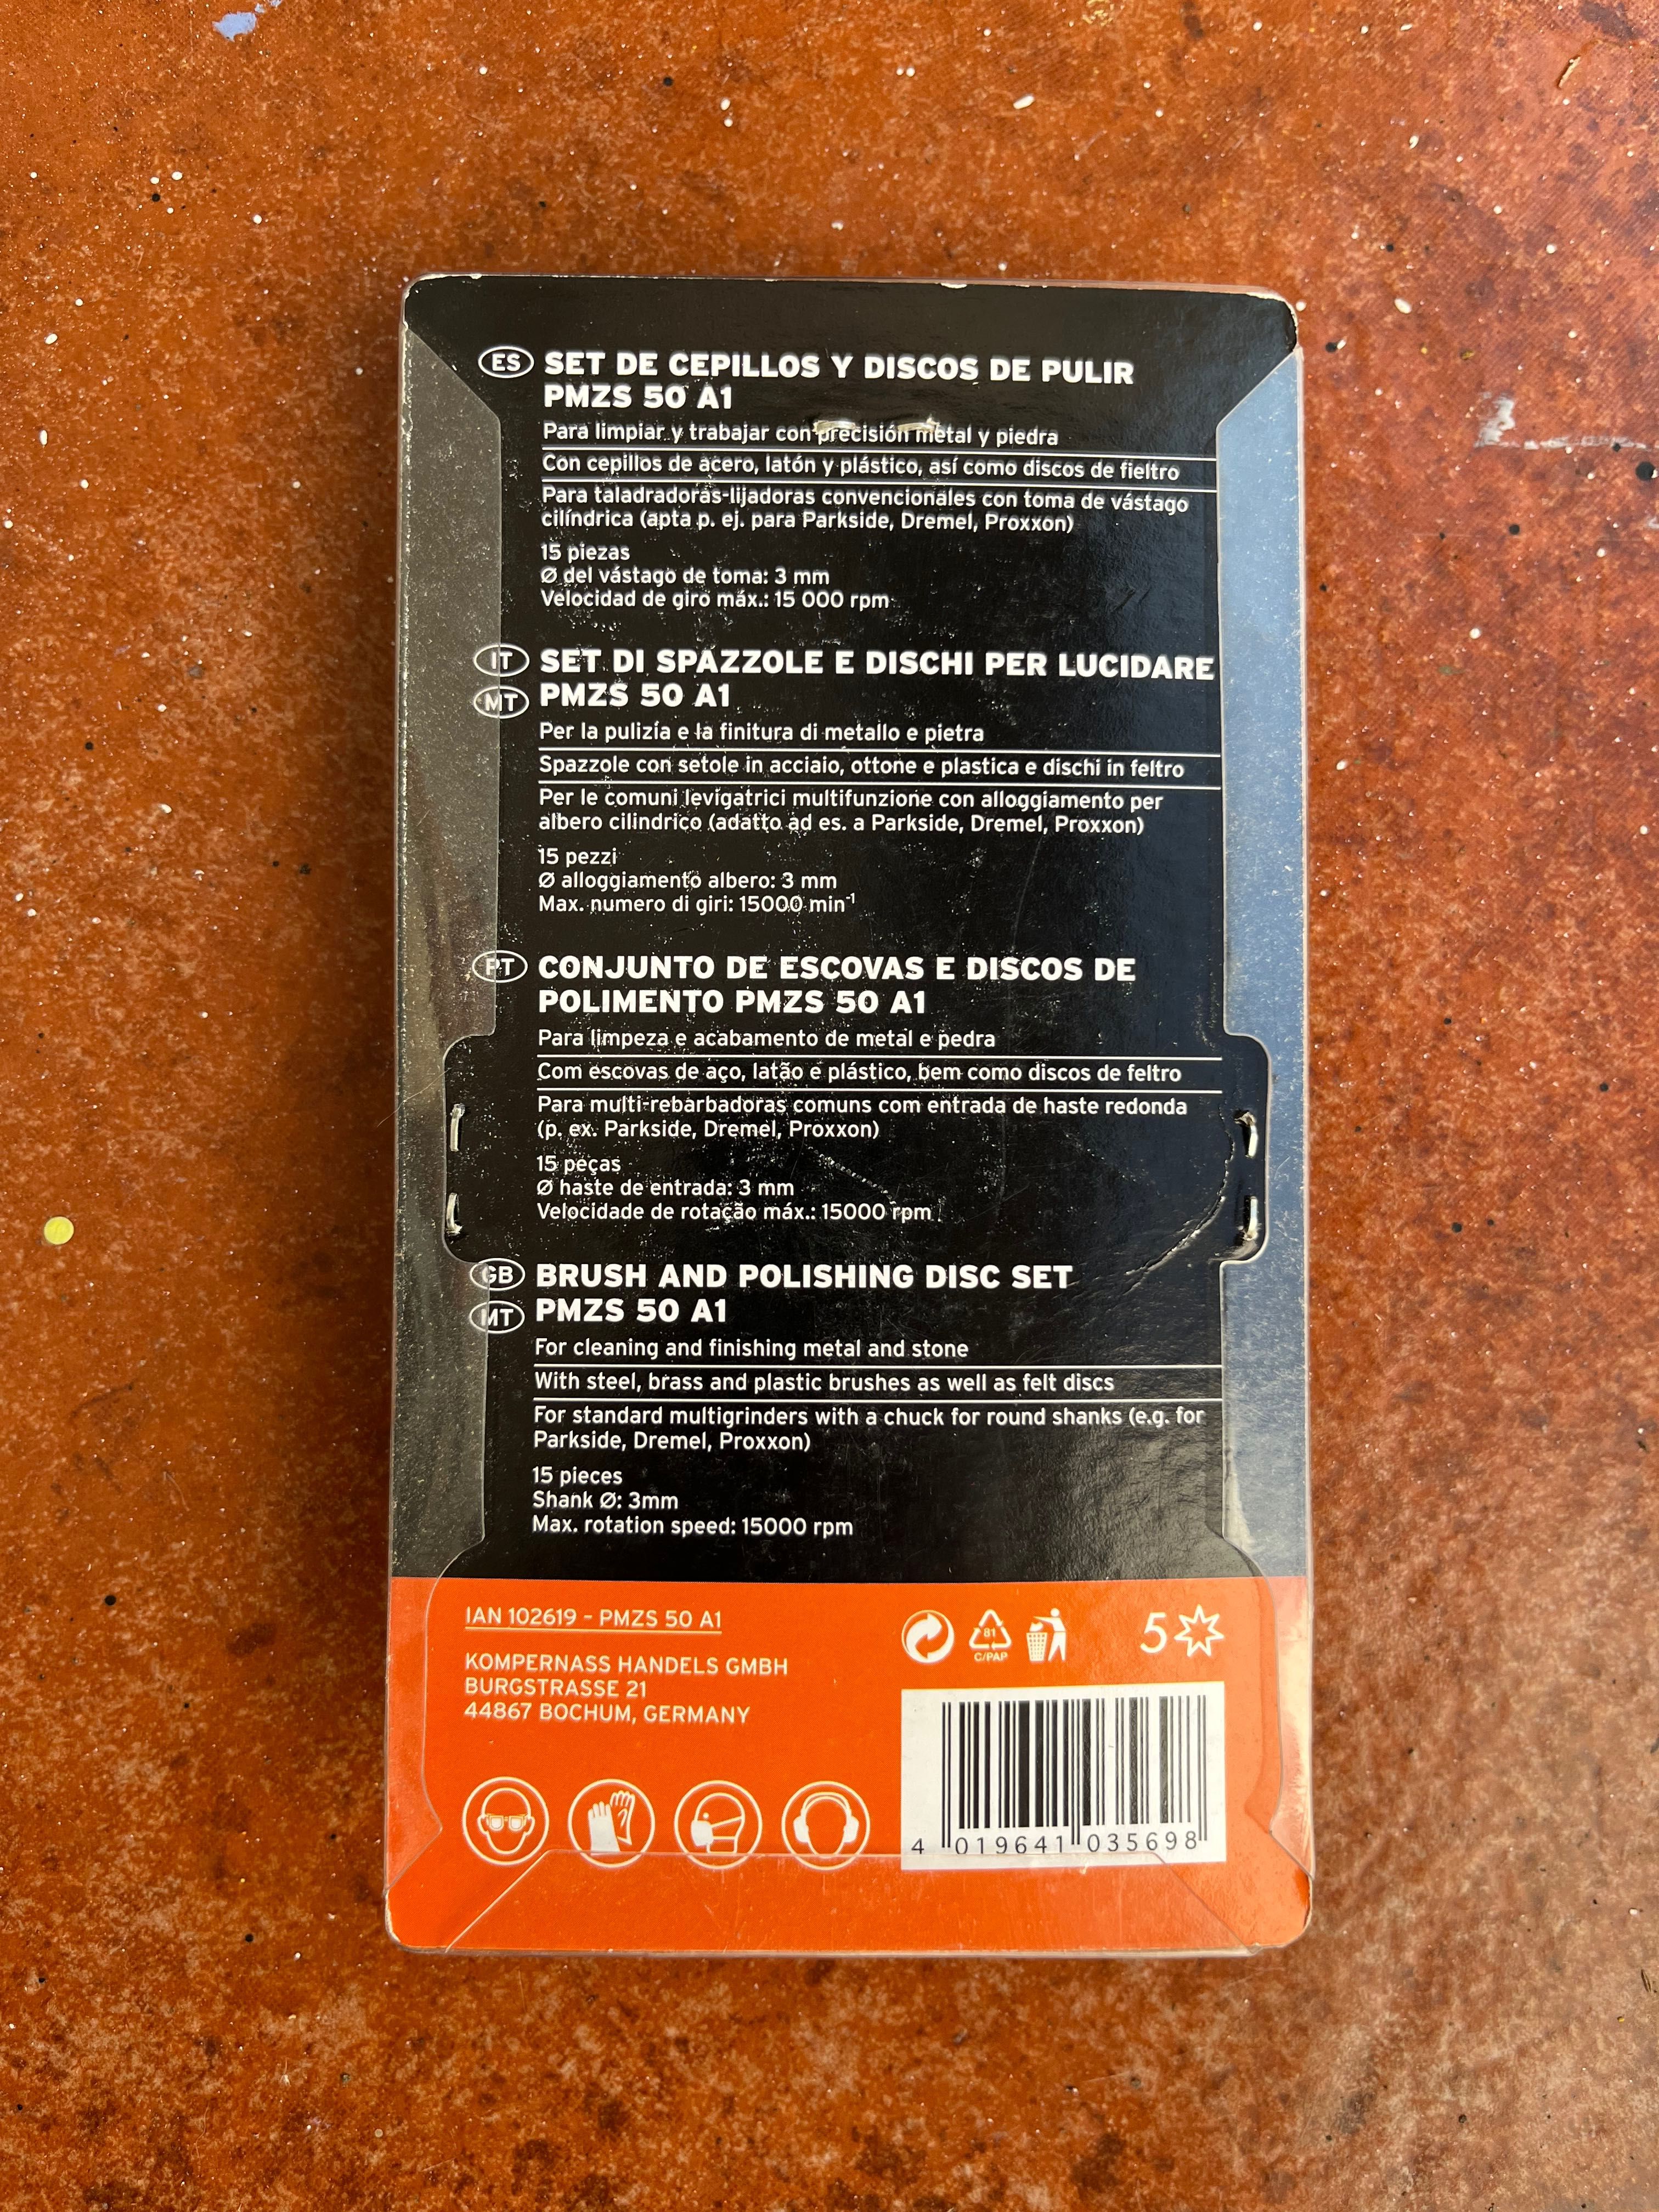 ES SET DE CEPILLOS Y DISCOS DE PULIR
PMZS 50 A1
Para limpiar y trabajar con precisión metal y piedra
Con cepillos de acero, latón y plástico, así como discos de fieltro
Para taladradoras-lijadoras convencionales con toma de vástago
cilíndrica (apta p. ej. para Parkside, Dremel, Proxxon)
15 piezas
Ø del vástago de toma: 3 mm
Velocidad de giro máx.: 15 000 rpm
IT SET DI SPAZZOLE E DISCHI PER LUCIDARE
MT PMZS 50 A1
Per la pulizia e la finitura di metallo e pietra
Spazzole con setole in acciaio, ottone e plastica e dischi in feltro
Per le comuni levigatrici multifunzione con alloggiamento per
albero cilindrico (adatto ad es. a Parkside, Dremel, Proxxon)
15 pezzi
Ø alloggiamento albero: 3 mm
Max. numero di giri: 15000 min⁻¹
PT CONJUNTO DE ESCOVAS E DISCOS DE
POLIMENTO PMZS 50 A1
Para limpeza e acabamento de metal e pedra
Com escovas de aço, latão e plástico, bem como discos de feltro
Para multi-rebarbadoras comuns com entrada de haste redonda
(p. ex. Parkside, Dremel, Proxxon)
15 peças
Ø haste de entrada: 3 mm
Velocidade de rotação máx.: 15000 rpm
GB BRUSH AND POLISHING DISC SET
MT PMZS 50 A1
For cleaning and finishing metal and stone
With steel, brass and plastic brushes as well as felt discs
For standard multigrinders with a chuck for round shanks (e.g. for
Parkside, Dremel, Proxxon)
15 pieces
Shank Ø: 3mm
Max. rotation speed: 15000 rpm
IAN 102619 - PMZS 50 A1
KOMPERNASS HANDELS GMBH
BURGSTRASSE 21
44867 BOCHUM, GERMANY
81
C/PAP
5
4 019641 035698